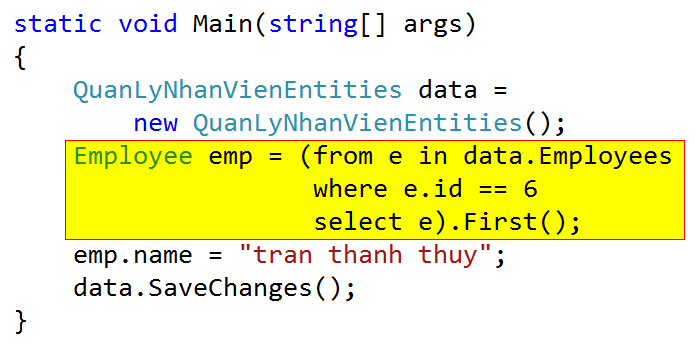 static void Main(string[] args)
{
    QuanLyNhanVienEntities data =
        new QuanLyNhanVienEntities();
    Employee emp = (from e in data.Employees
                    where e.id == 6
                    select e).First();
    emp.name = "tran thanh thuy";
    data.SaveChanges();
}